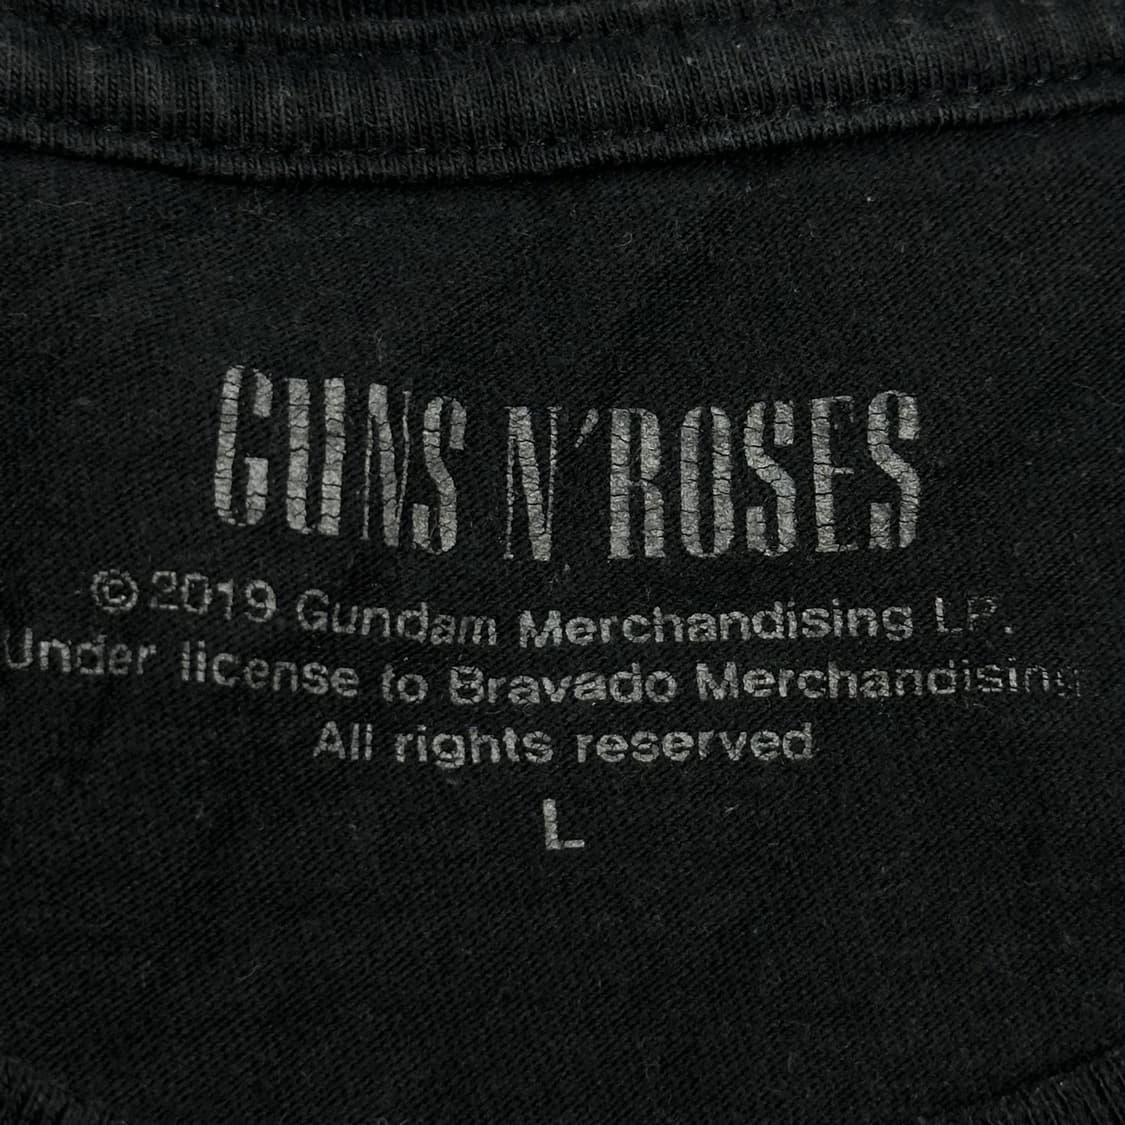 GUNS N' ROSES
©2019 Gundam Merchandising LP.
Under license to Bravado Merchandising
All rights reserved
L